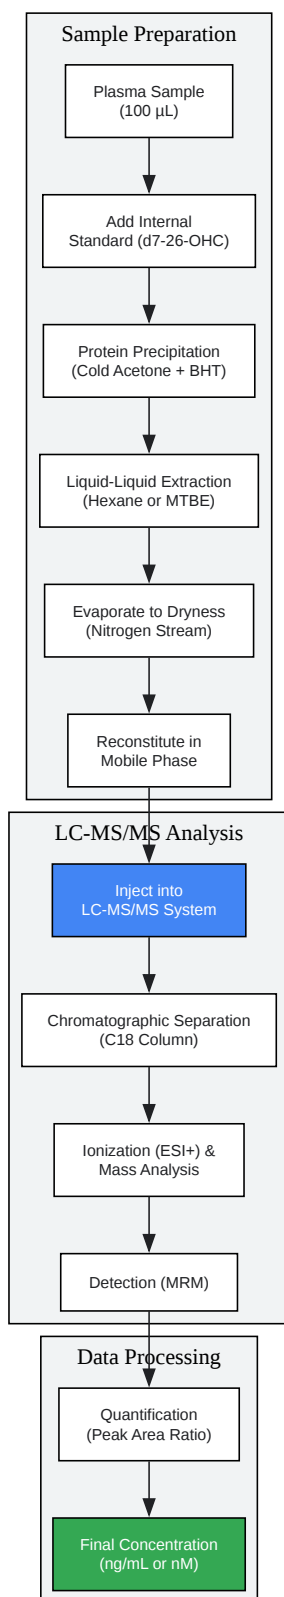 Sample Preparation
Plasma Sample
(100 µL)
Add Internal
Standard (d7-26-OHC)
Protein Precipitation
(Cold Acetone + BHT)
Liquid-Liquid Extraction
(Hexane or MTBE)
Evaporate to Dryness
(Nitrogen Stream)
Reconstitute in
Mobile Phase
LC-MS/MS Analysis
Inject into
LC-MS/MS System
Chromatographic Separation
(C18 Column)
Ionization (ESI+) &
Mass Analysis
Detection (MRM)
Data Processing
Quantification
(Peak Area Ratio)
Final Concentration
(ng/mL or nM)